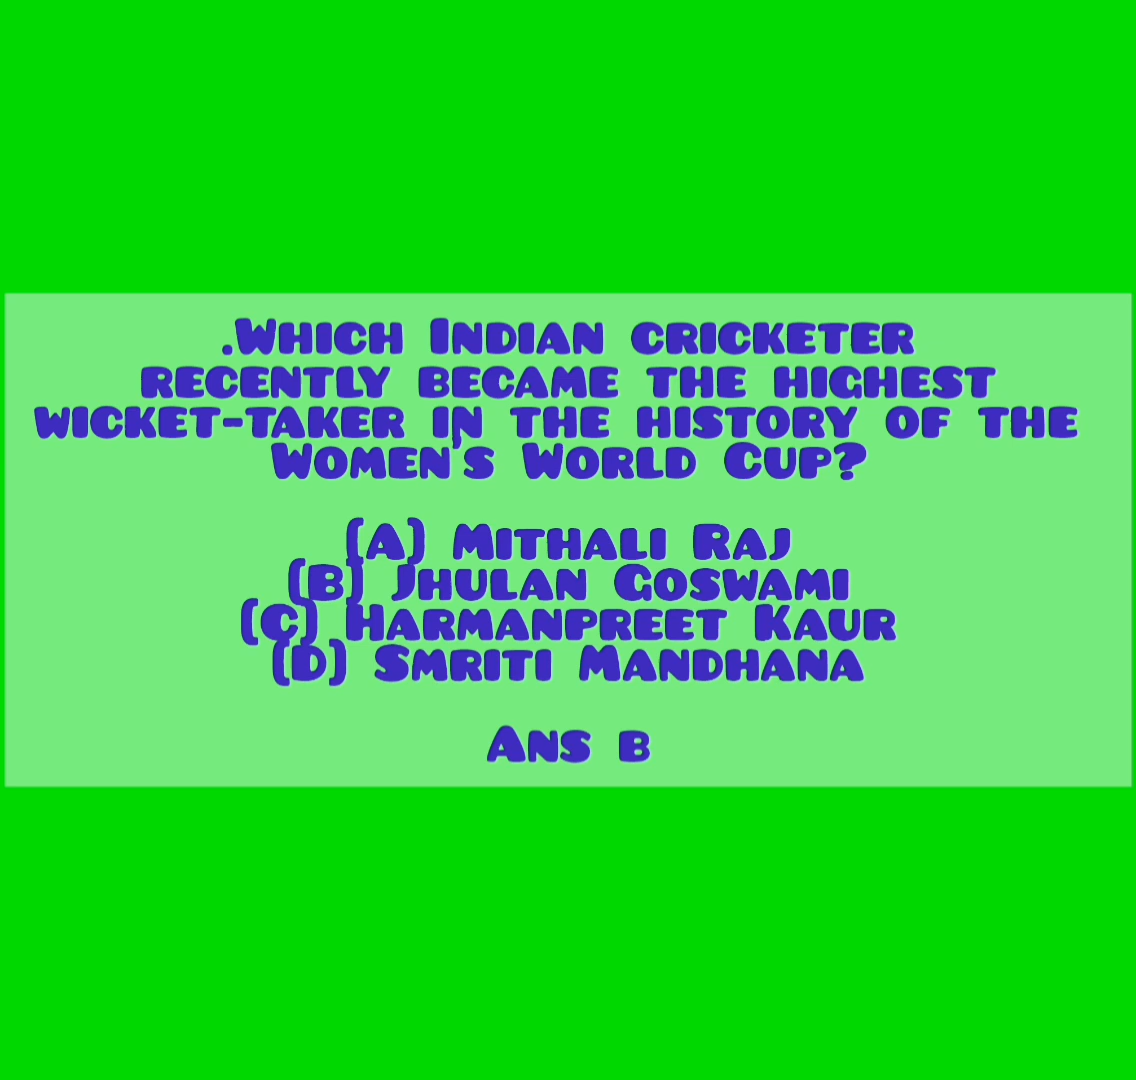 .Which Indian cricketer
recently became the highest
wicket-taker in the history of the
Women's World Cup?
(A) Mithali Raj
(B) Jhulan Goswami
(C) Harmanpreet Kaur
(D) Smriti Mandhana
Ans b